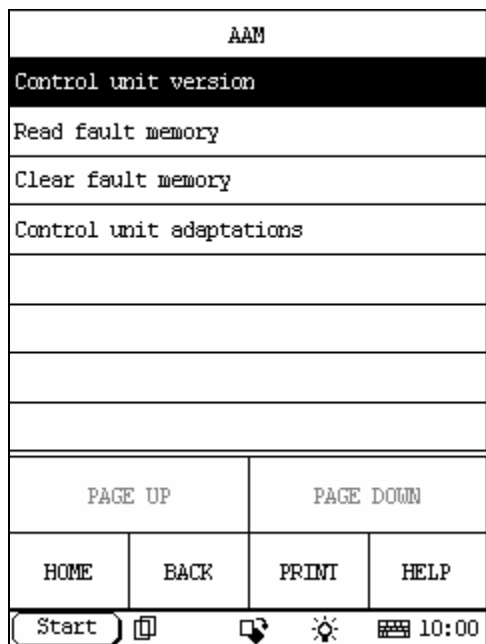 AAM
Control unit version
Read fault memory
Clear fault memory
Control unit adaptations
PAGE UP PAGE DOWN
HOME BACK PRINT HELP
Start 10:00